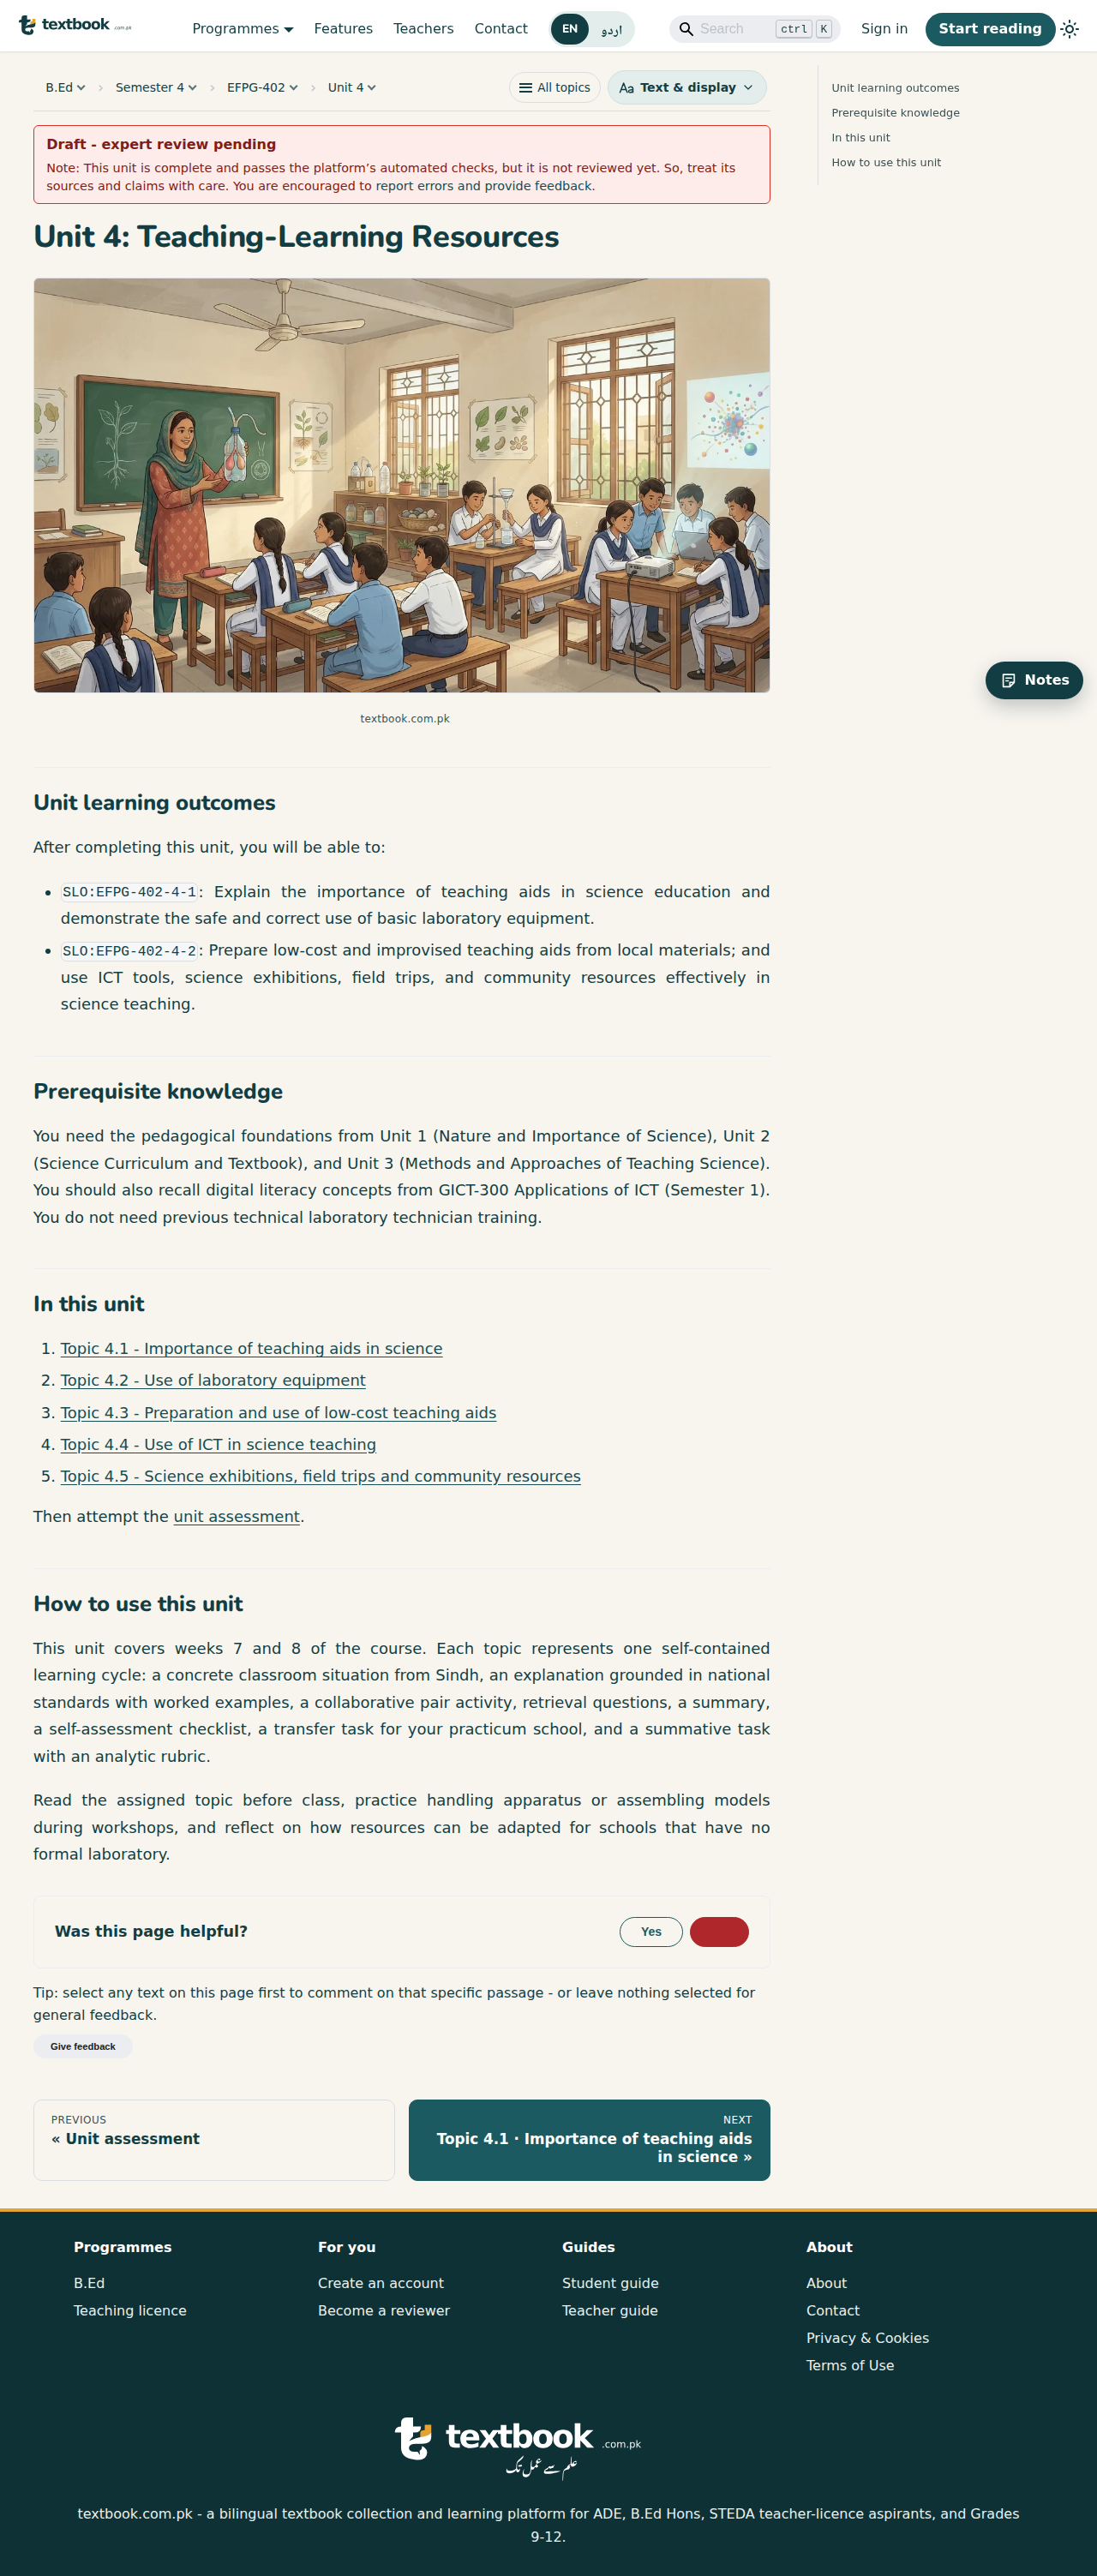 textbook .com.pk
Programmes
Features
Teachers
Contact
EN
اردو
Search
ctrl K
Sign in
Start reading
B.Ed › Semester 4 › EFPG-402 › Unit 4
All topics
Aa Text & display
Unit learning outcomes
Prerequisite knowledge
In this unit
How to use this unit
Draft - expert review pending
Note: This unit is complete and passes the platform’s automated checks, but it is not reviewed yet. So, treat its
sources and claims with care. You are encouraged to report errors and provide feedback.
Unit 4: Teaching-Learning Resources
Notes
textbook.com.pk
Unit learning outcomes
After completing this unit, you will be able to:
• SLO:EFPG-402-4-1: Explain the importance of teaching aids in science education and
demonstrate the safe and correct use of basic laboratory equipment.
• SLO:EFPG-402-4-2: Prepare low-cost and improvised teaching aids from local materials; and
use ICT tools, science exhibitions, field trips, and community resources effectively in
science teaching.
Prerequisite knowledge
You need the pedagogical foundations from Unit 1 (Nature and Importance of Science), Unit 2
(Science Curriculum and Textbook), and Unit 3 (Methods and Approaches of Teaching Science).
You should also recall digital literacy concepts from GICT-300 Applications of ICT (Semester 1).
You do not need previous technical laboratory technician training.
In this unit
1. Topic 4.1 - Importance of teaching aids in science
2. Topic 4.2 - Use of laboratory equipment
3. Topic 4.3 - Preparation and use of low-cost teaching aids
4. Topic 4.4 - Use of ICT in science teaching
5. Topic 4.5 - Science exhibitions, field trips and community resources
Then attempt the unit assessment.
How to use this unit
This unit covers weeks 7 and 8 of the course. Each topic represents one self-contained
learning cycle: a concrete classroom situation from Sindh, an explanation grounded in national
standards with worked examples, a collaborative pair activity, retrieval questions, a summary,
a self-assessment checklist, a transfer task for your practicum school, and a summative task
with an analytic rubric.
Read the assigned topic before class, practice handling apparatus or assembling models
during workshops, and reflect on how resources can be adapted for schools that have no
formal laboratory.
Was this page helpful?
Yes
Tip: select any text on this page first to comment on that specific passage - or leave nothing selected for
general feedback.
Give feedback
PREVIOUS
« Unit assessment
NEXT
Topic 4.1 · Importance of teaching aids
in science »
Programmes
B.Ed
Teaching licence
For you
Create an account
Become a reviewer
Guides
Student guide
Teacher guide
About
About
Contact
Privacy & Cookies
Terms of Use
textbook .com.pk
علم سے عمل تک
textbook.com.pk - a bilingual textbook collection and learning platform for ADE, B.Ed Hons, STEDA teacher-licence aspirants, and Grades
9-12.